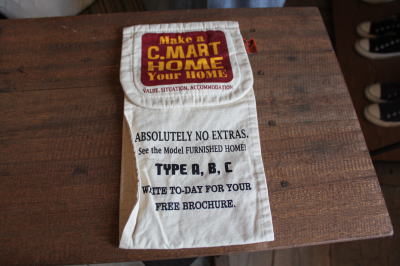 Make a
C.MART
HOME
Your HOME
VALUE, SITUATION, ACCOMMODATION
ABSOLUTELY NO EXTRAS.
See the Model FURNISHED HOME!
TYPE A, B, C
WRITE TO-DAY FOR YOUR
FREE BROCHURE.